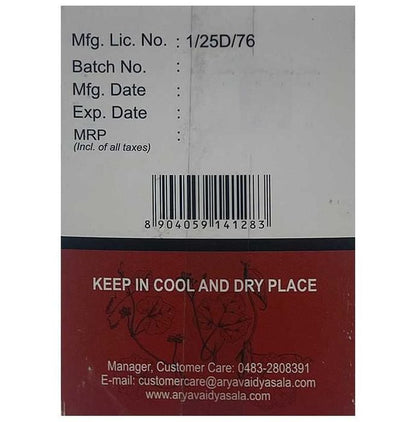 Mfg. Lic. No. : 1/25D/76
Batch No. :
Mfg. Date :
Exp. Date :
MRP :
(Incl. of all taxes)
8 904059 141283
KEEP IN COOL AND DRY PLACE
Manager, Customer Care: 0483-2808391
E-mail: customercare@aryavaidyasala.com
www.aryavaidyasala.com